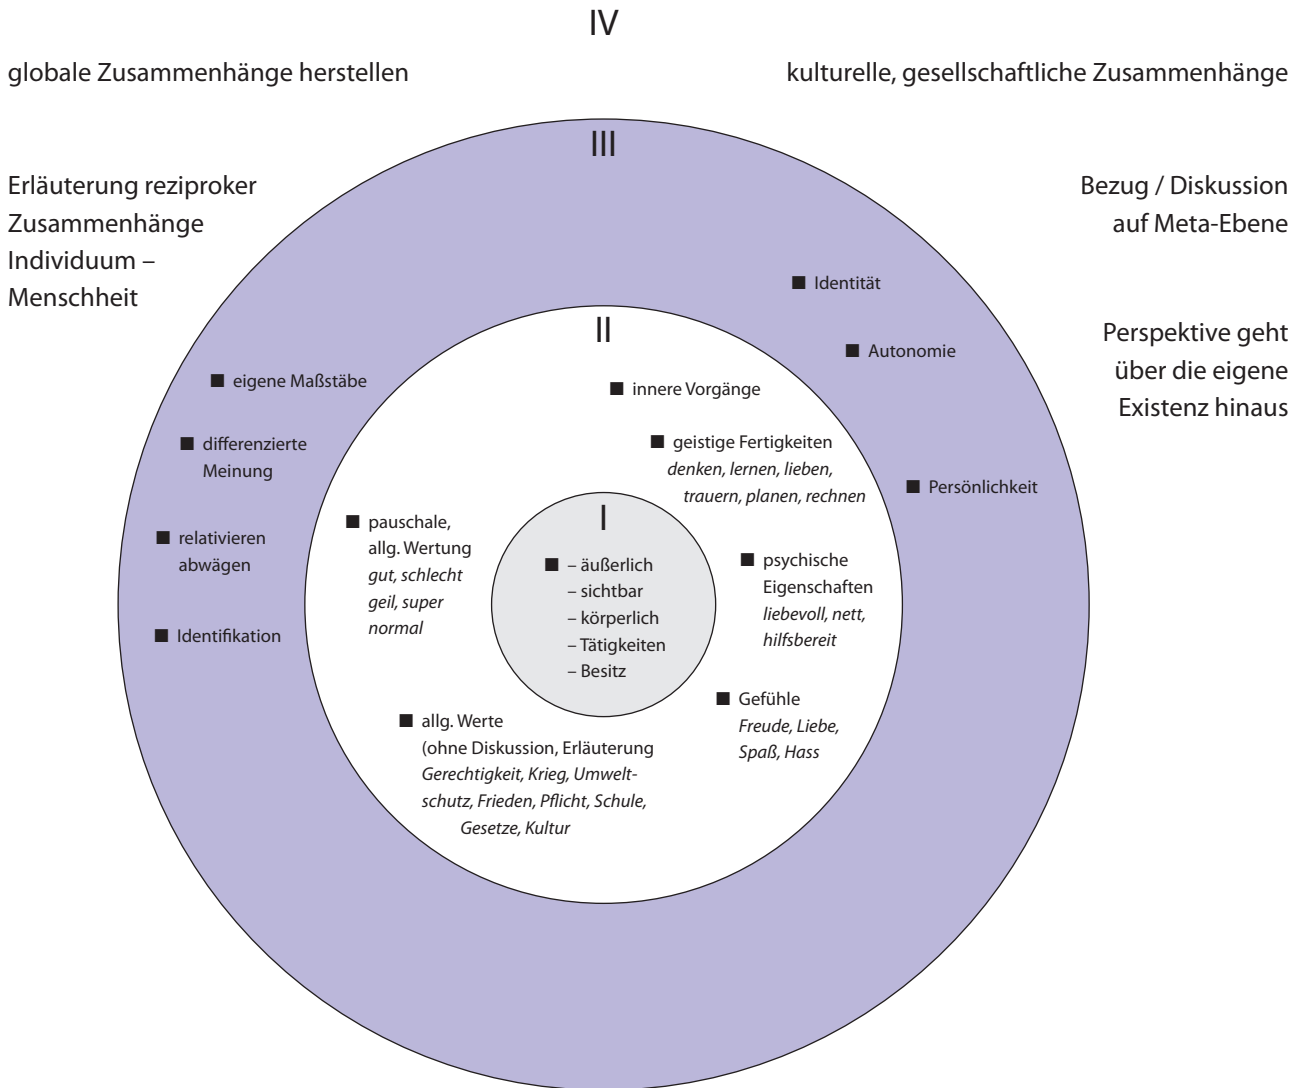 IV
globale Zusammenhänge herstellen
kulturelle, gesellschaftliche Zusammenhänge
III
Erläuterung reziproker
Zusammenhänge
Individuum –
Menschheit
Bezug / Diskussion
auf Meta-Ebene
Perspektive geht
über die eigene
Existenz hinaus
■ Identität
■ Autonomie
■ Persönlichkeit
■ eigene Maßstäbe
■ differenzierte
Meinung
■ relativieren
abwägen
■ Identifikation
II
■ innere Vorgänge
■ geistige Fertigkeiten
denken, lernen, lieben,
trauern, planen, rechnen
■ pauschale,
allg. Wertung
gut, schlecht
geil, super
normal
■ psychische
Eigenschaften
liebevoll, nett,
hilfsbereit
■ Gefühle
Freude, Liebe,
Spaß, Hass
■ allg. Werte
(ohne Diskussion, Erläuterung
Gerechtigkeit, Krieg, Umwelt-
schutz, Frieden, Pflicht, Schule,
Gesetze, Kultur
I
■ – äußerlich
– sichtbar
– körperlich
– Tätigkeiten
– Besitz